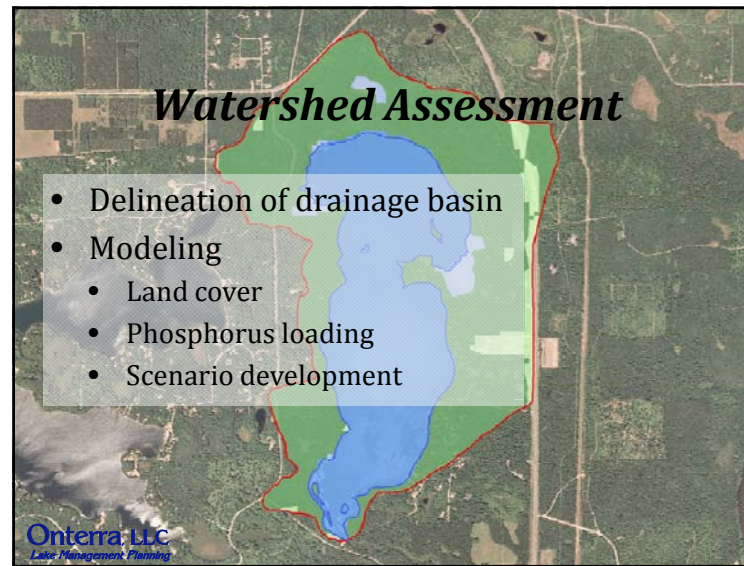 Watershed Assessment
• Delineation of drainage basin
• Modeling
• Land cover
• Phosphorus loading
• Scenario development
Onterra, LLC
Lake Management Planning